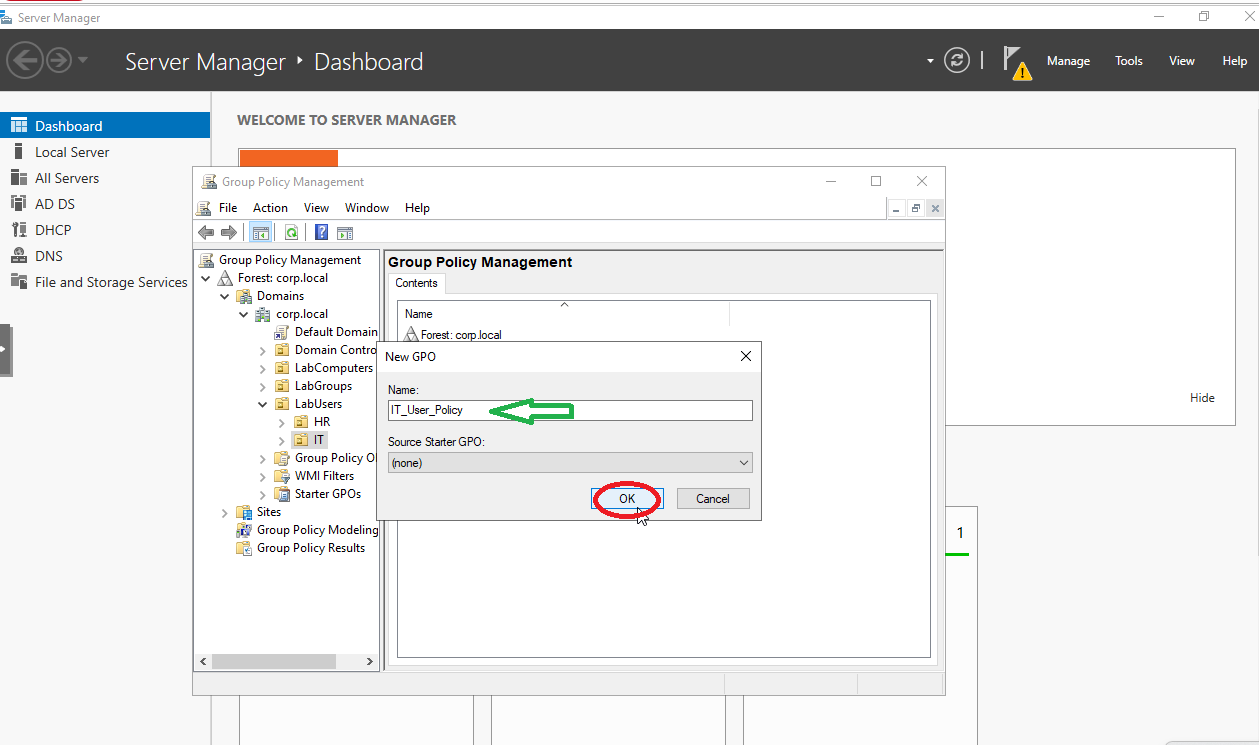 Server Manager
Server Manager Dashboard
Manage Tools View Help
Dashboard
Local Server
All Servers
AD DS
DHCP
DNS
File and Storage Services
WELCOME TO SERVER MANAGER
Group Policy Management
File Action View Window Help
Group Policy Management
Forest: corp.local
Domains
corp.local
Default Domain
Domain Contro
LabComputers
LabGroups
LabUsers
HR
IT
Group Policy O
WMI Filters
Starter GPOs
Sites
Group Policy Modeling
Group Policy Results
Group Policy Management
Contents
Name
Forest: corp.local
New GPO
Name:
IT_User_Policy
Source Starter GPO:
(none)
OK Cancel
Hide
1